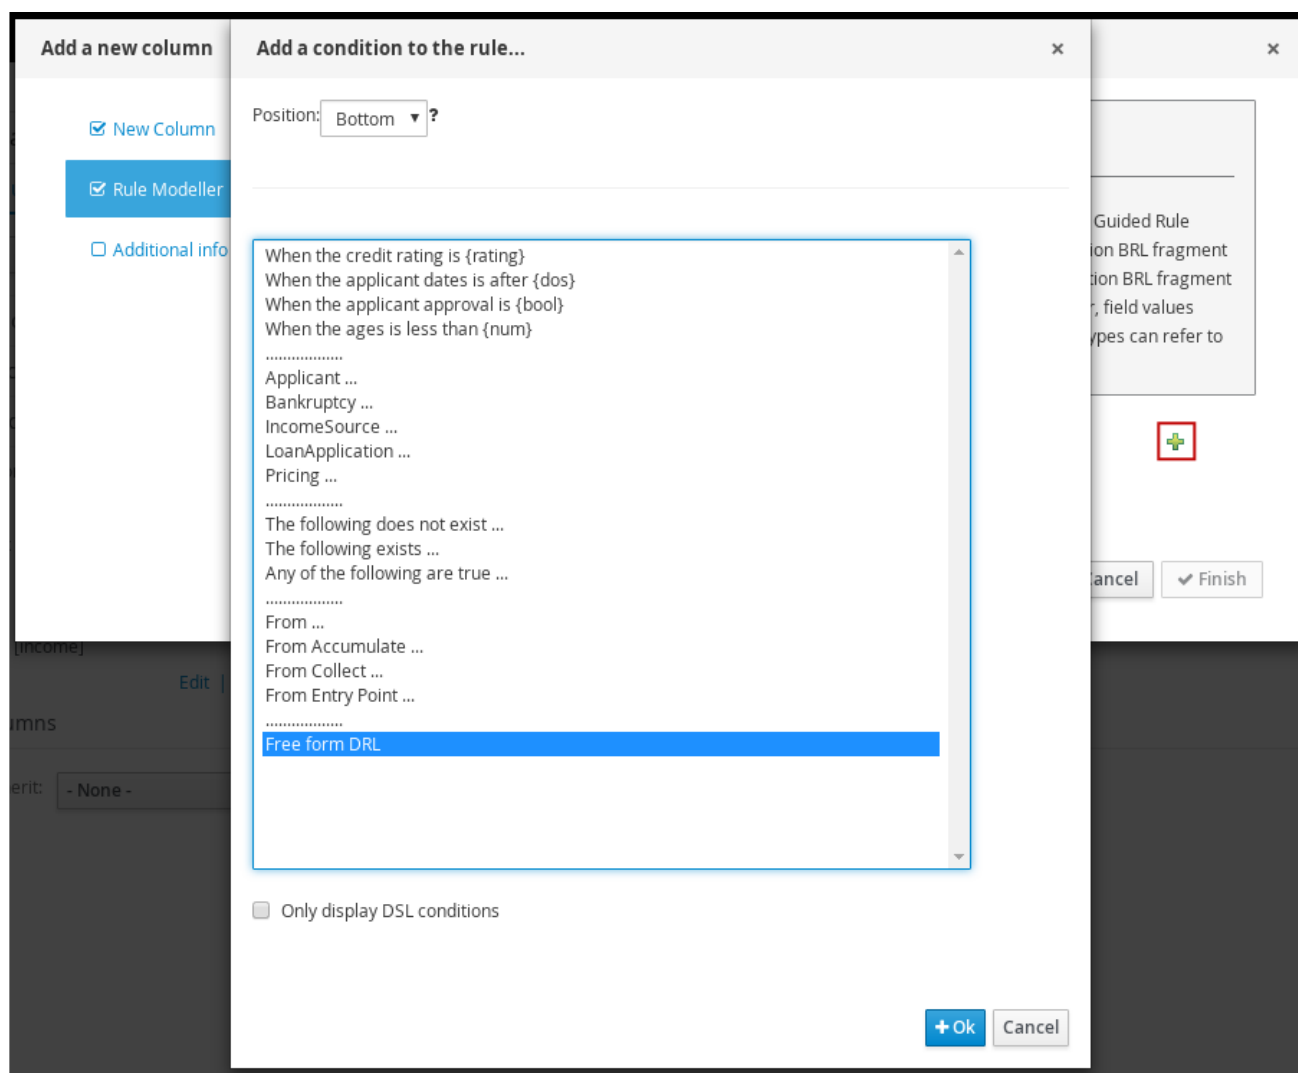 Add a new column
Add a condition to the rule...
New Column
Rule Modeller
Additional info
Position: Bottom ?
When the credit rating is {rating}
When the applicant dates is after {dos}
When the applicant approval is {bool}
When the ages is less than {num}
..................
Applicant ...
Bankruptcy ...
IncomeSource ...
LoanApplication ...
Pricing ...
..................
The following does not exist ...
The following exists ...
Any of the following are true ...
..................
From ...
From Accumulate ...
From Collect ...
From Entry Point ...
..................
Free form DRL
Only display DSL conditions
Ok Cancel
Guided Rule
ion BRL fragment
tion BRL fragment
, field values
ypes can refer to
ancel Finish
[income]
Edit |
umns
erit: - None -